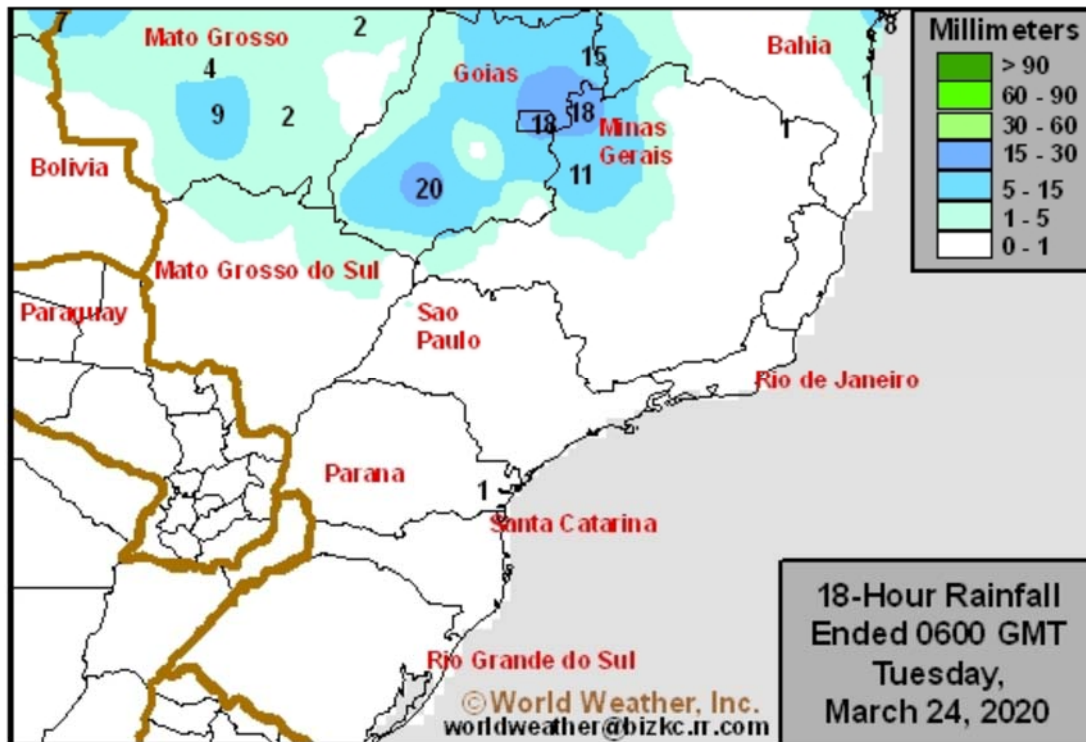 7
Mato Grosso
2
4
9
2
Goias
15
18
18
20
11
Minas
Gerais
Bahia
8
1
1
Bolivia
Mato Grosso do Sul
Paraguay
Sao
Paulo
Rio de Janeiro
Parana
1
Santa Catarina
Rio Grande do Sul
©World Weather, Inc.
worldweather@bizkc.rr.com
Millimeters
> 90
60 - 90
30 - 60
15 - 30
5 - 15
1 - 5
0 - 1
18-Hour Rainfall
Ended 0600 GMT
Tuesday,
March 24, 2020